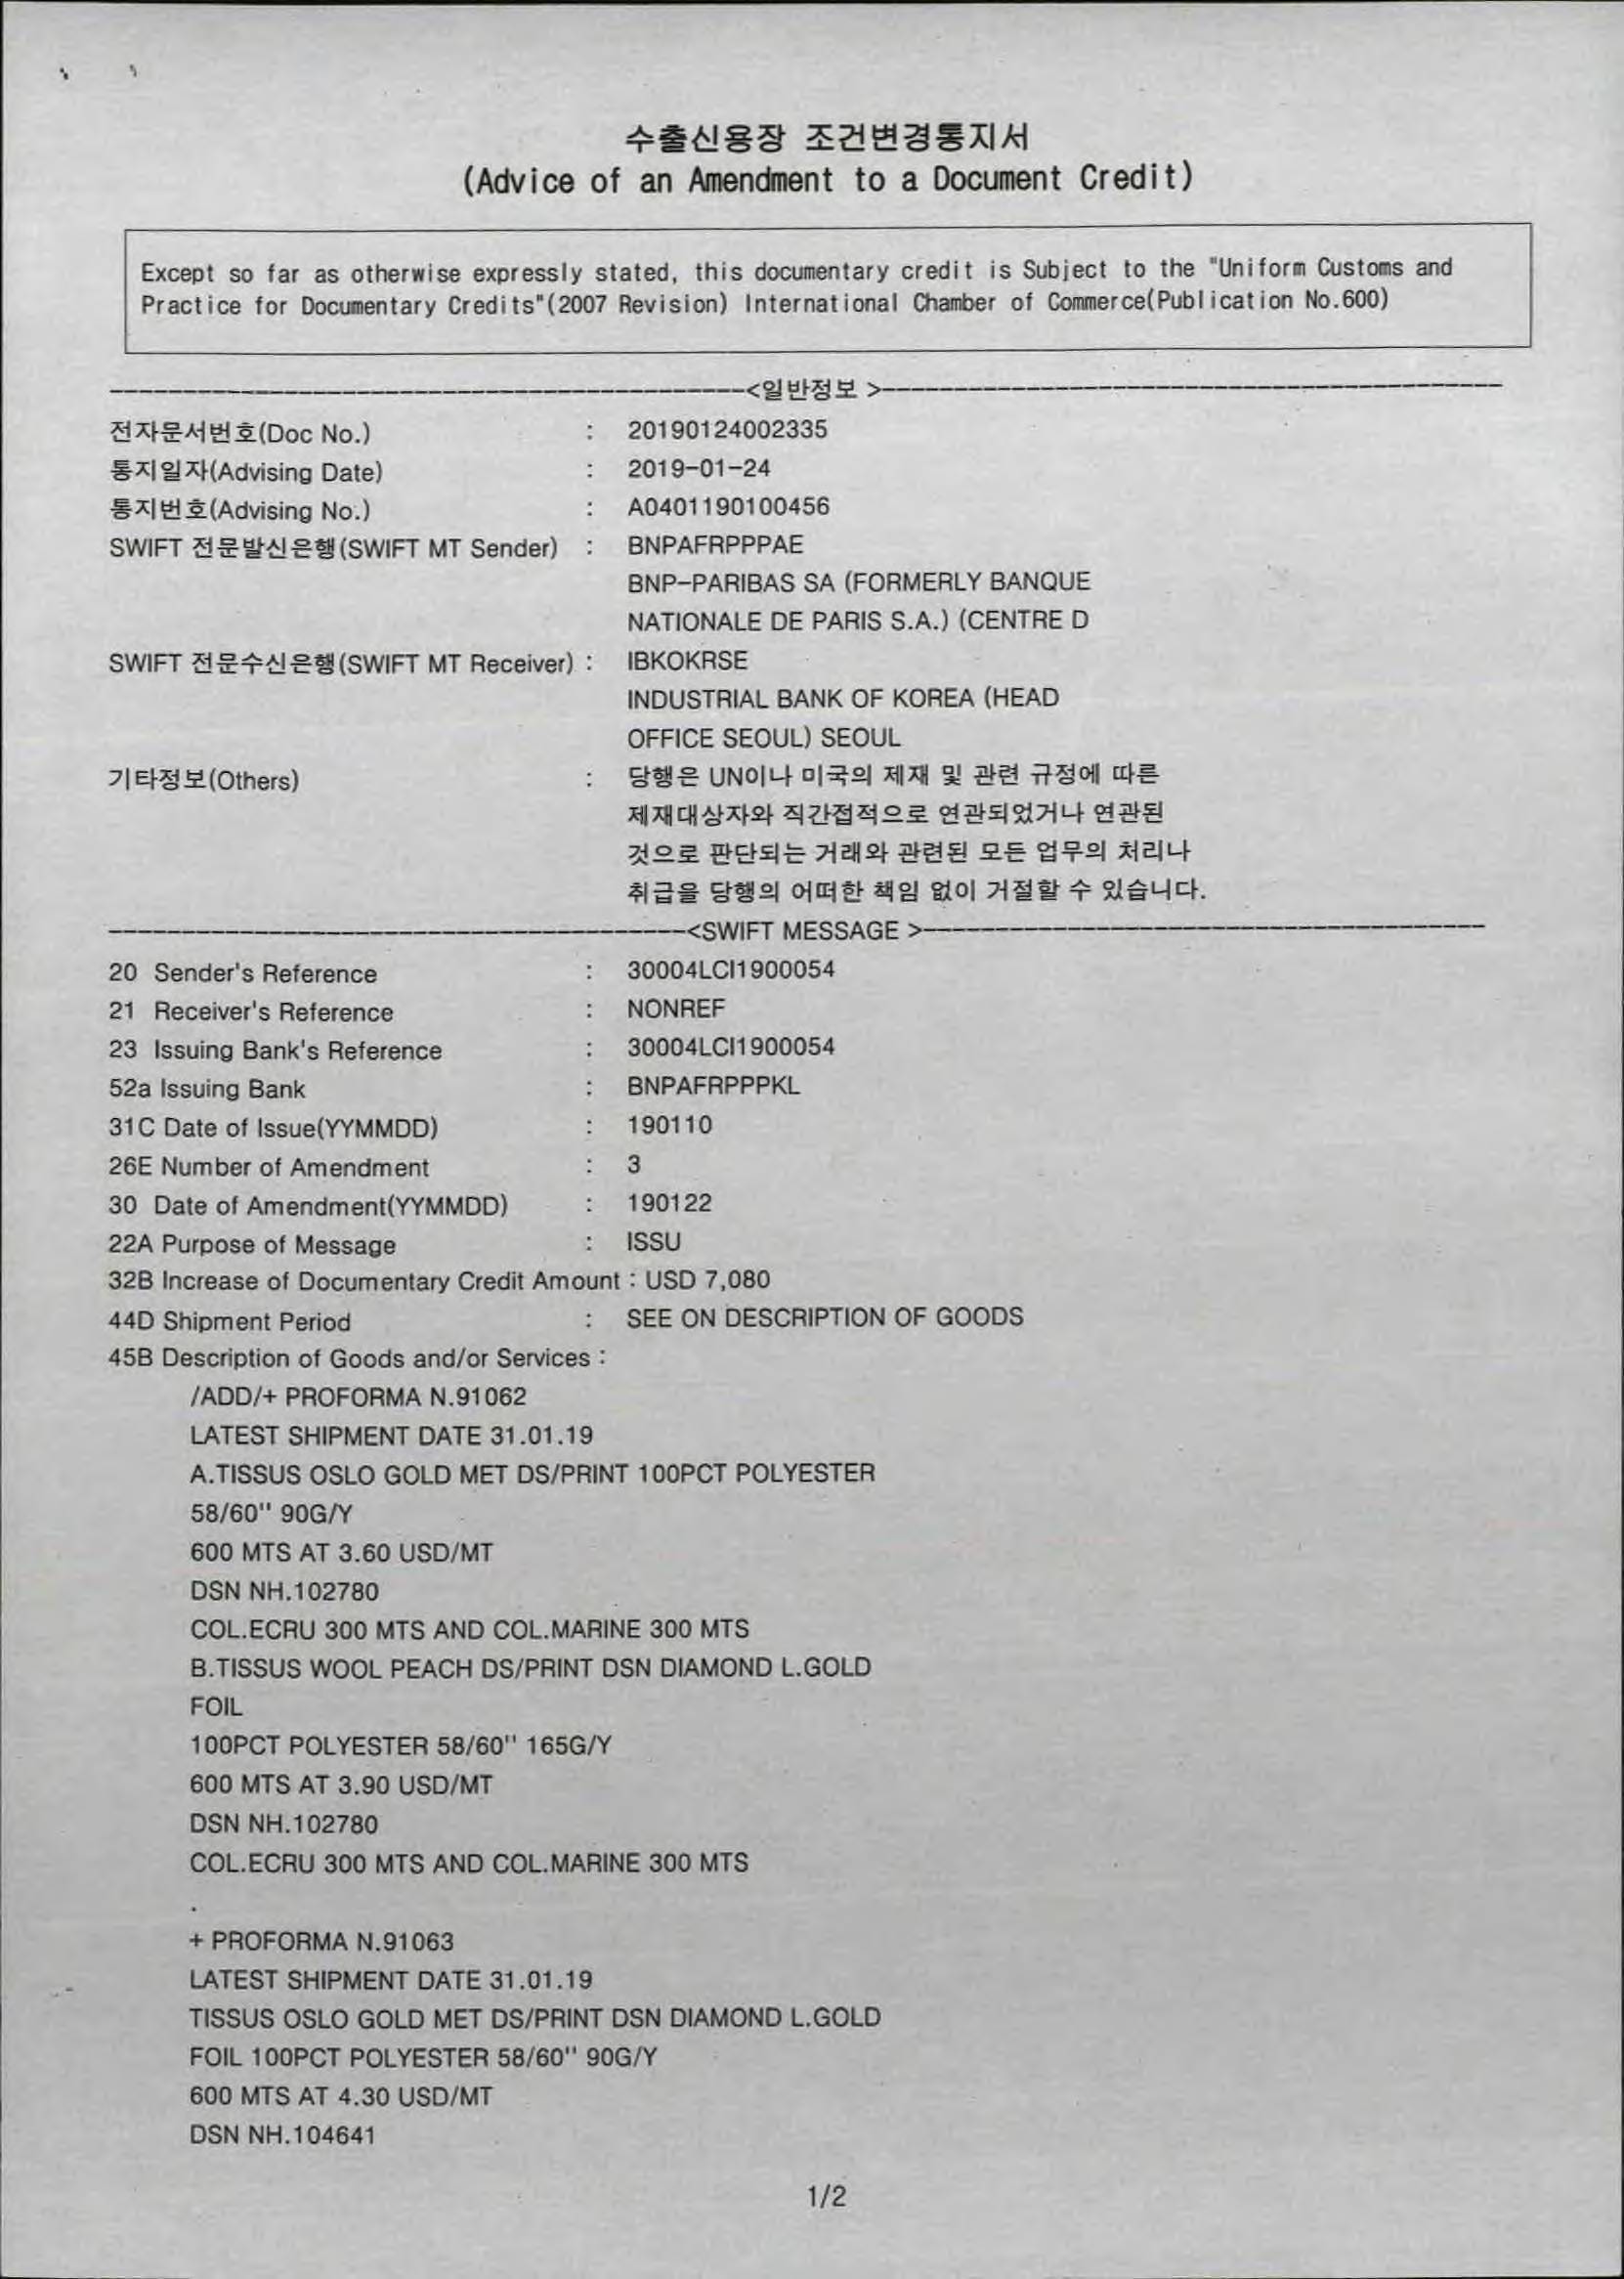 수출신용장 조건변경통지서
(Advice of an Amendment to a Document Credit)
Except so far as otherwise expressly stated, this documentary credit is Subject to the "Uniform Customs and
Practice for Documentary Credits"(2007 Revision) International Chamber of Commerce(Publication No.600)
<일반정보 >
전자문서번호(Doc No.) : 20190124002335
통지일자(Advising Date) : 2019-01-24
통지번호(Advising No.) : A0401190100456
SWIFT 전문발신은행(SWIFT MT Sender) : BNPAFRPPPAE
BNP-PARIBAS SA (FORMERLY BANQUE
NATIONALE DE PARIS S.A.) (CENTRE D
SWIFT 전문수신은행(SWIFT MT Receiver) : IBKOKRSE
INDUSTRIAL BANK OF KOREA (HEAD
OFFICE SEOUL) SEOUL
기타정보(Others) : 당행은 UN이나 미국의 제재 및 관련 규정에 따른
제재대상자와 직간접적으로 연관되었거나 연관된
것으로 판단되는 거래와 관련된 모든 업무의 처리나
취급을 당행의 어떠한 책임 없이 거절할 수 있습니다.
<SWIFT MESSAGE >
20 Sender's Reference : 30004LCI1900054
21 Receiver's Reference : NONREF
23 Issuing Bank's Reference : 30004LCI1900054
52a Issuing Bank : BNPAFRPPPKL
31C Date of Issue(YYMMDD) : 190110
26E Number of Amendment : 3
30 Date of Amendment(YYMMDD) : 190122
22A Purpose of Message : ISSU
32B Increase of Documentary Credit Amount : USD 7,080
44D Shipment Period : SEE ON DESCRIPTION OF GOODS
45B Description of Goods and/or Services :
/ADD/+ PROFORMA N.91062
LATEST SHIPMENT DATE 31.01.19
A.TISSUS OSLO GOLD MET DS/PRINT 100PCT POLYESTER
58/60" 90G/Y
600 MTS AT 3.60 USD/MT
DSN NH.102780
COL.ECRU 300 MTS AND COL.MARINE 300 MTS
B.TISSUS WOOL PEACH DS/PRINT DSN DIAMOND L.GOLD
FOIL
100PCT POLYESTER 58/60" 165G/Y
600 MTS AT 3.90 USD/MT
DSN NH.102780
COL.ECRU 300 MTS AND COL.MARINE 300 MTS
.
+ PROFORMA N.91063
LATEST SHIPMENT DATE 31.01.19
TISSUS OSLO GOLD MET DS/PRINT DSN DIAMOND L.GOLD
FOIL 100PCT POLYESTER 58/60" 90G/Y
600 MTS AT 4.30 USD/MT
DSN NH.104641
1/2